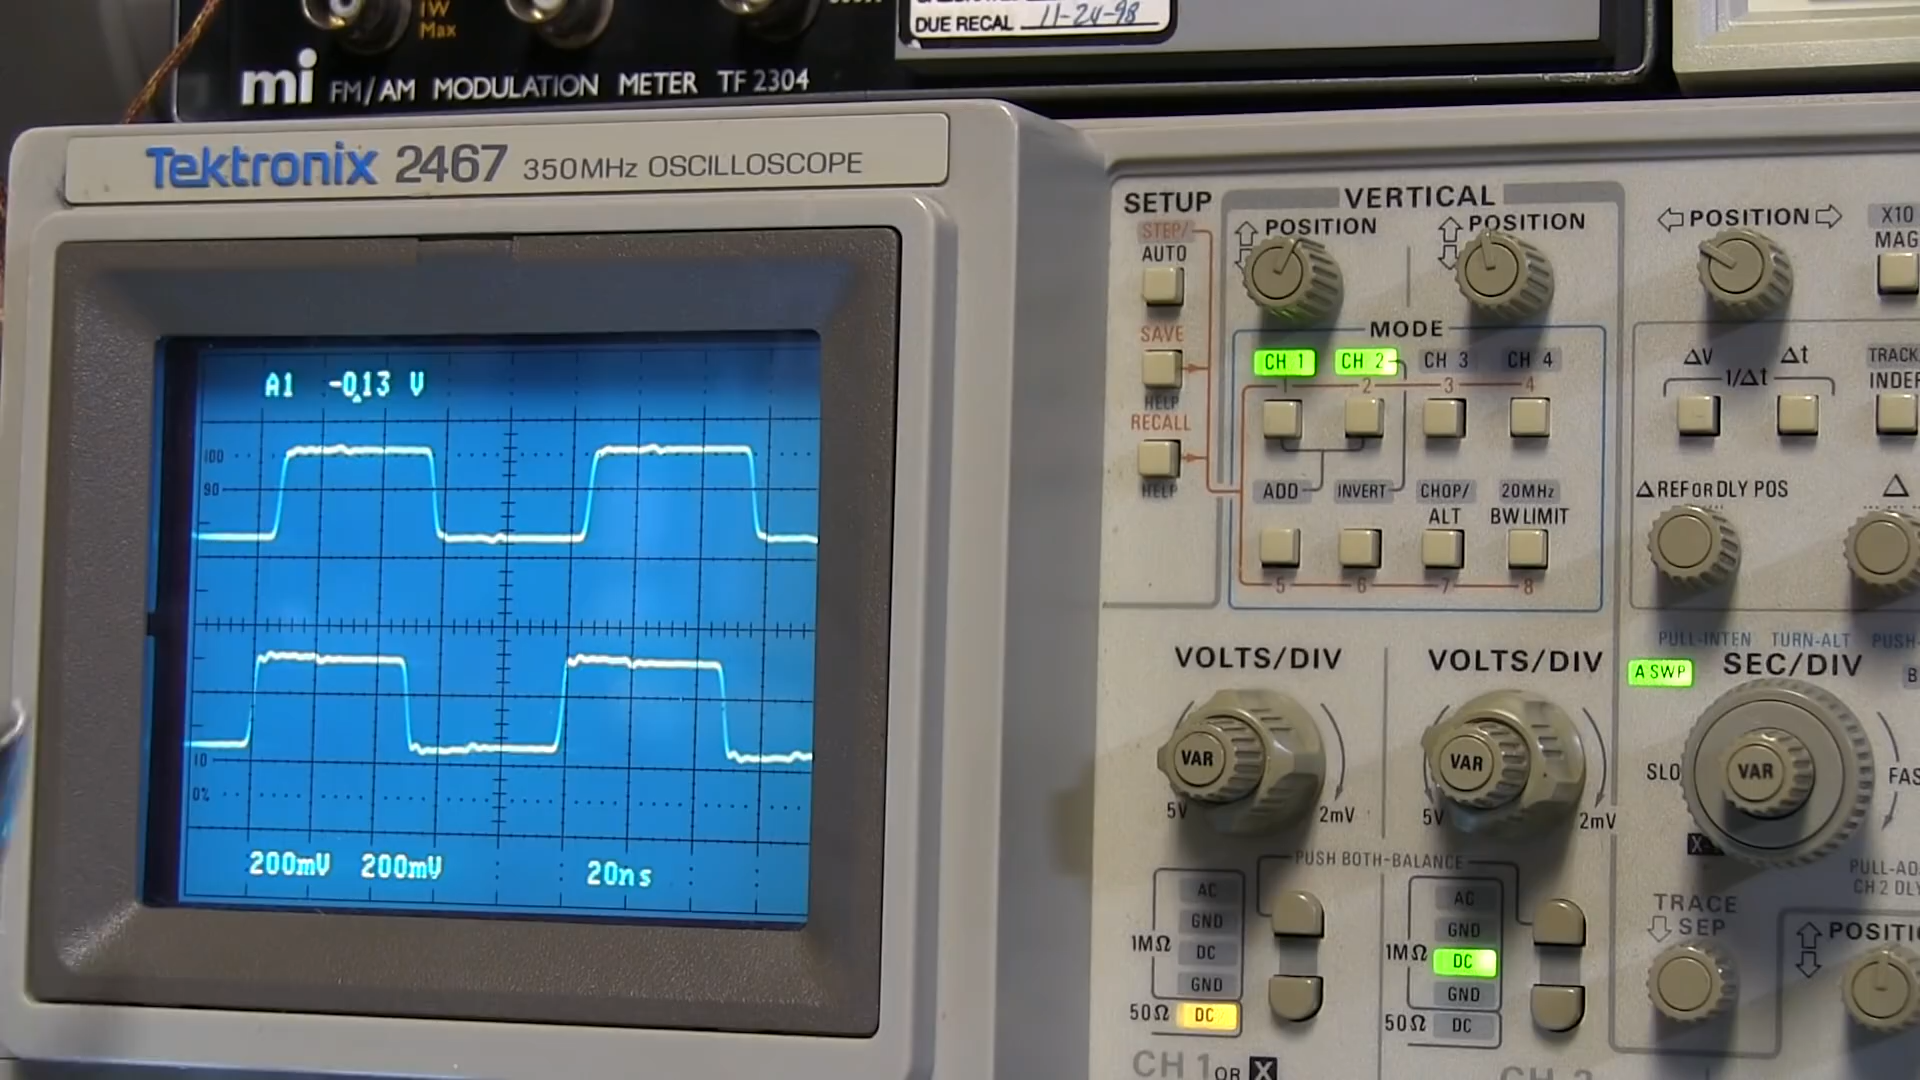 1W
Max
DUE RECAL 11-24-98
mi FM/AM MODULATION METER TF 2304
Tektronix 2467 350MHz OSCILLOSCOPE
A1 -0.13 V
100
90
10
0%
200mV 200mV 20ns
SETUP
STEP/
AUTO
SAVE
HELP
RECALL
HELP
VERTICAL
POSITION POSITION
MODE
CH 1 CH 2 CH 3 CH 4
2 3 4
ADD INVERT CHOP/
ALT
20MHz
BW LIMIT
5 6 7 8
POSITION
X10
MAG
ΔV Δt
1/Δt
TRACK
INDEP
Δ REF OR DLY POS
Δ
PULL-INTEN TURN-ALT PUSH-
VOLTS/DIV VOLTS/DIV
A SWP SEC/DIV B
VAR VAR VAR
5V 2mV 5V 2mV
SLO FAS
X-
PUSH BOTH-BALANCE
PULL-AD
CH 2 DLY
AC
GND
1MΩ DC
GND
50Ω DC
AC
GND
1MΩ DC
GND
50Ω DC
TRACE
SEP
POSITI
CH 1 OR X
CH 2